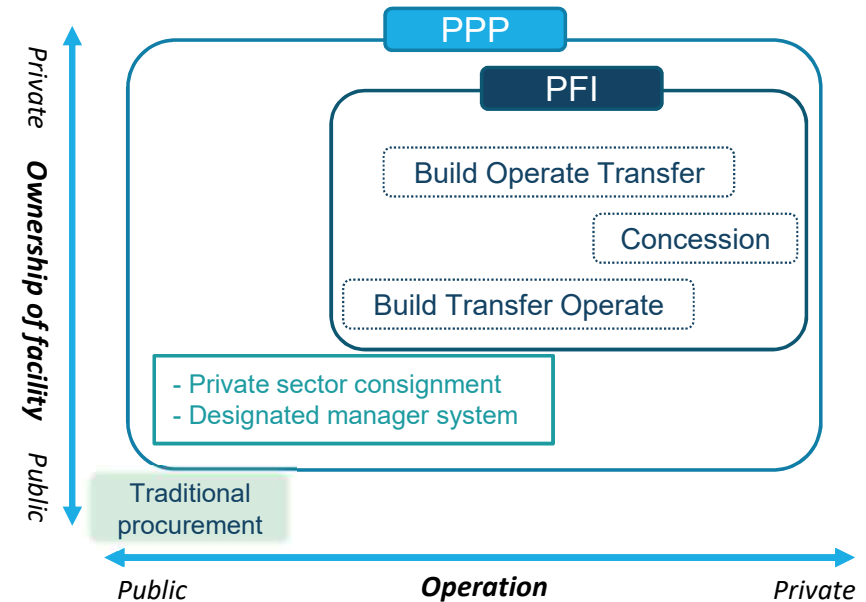 PPP
PFI
Private
Ownership of facility
Public
Build Operate Transfer
Concession
Build Transfer Operate
- Private sector consignment
- Designated manager system
Traditional
procurement
Public
Operation
Private